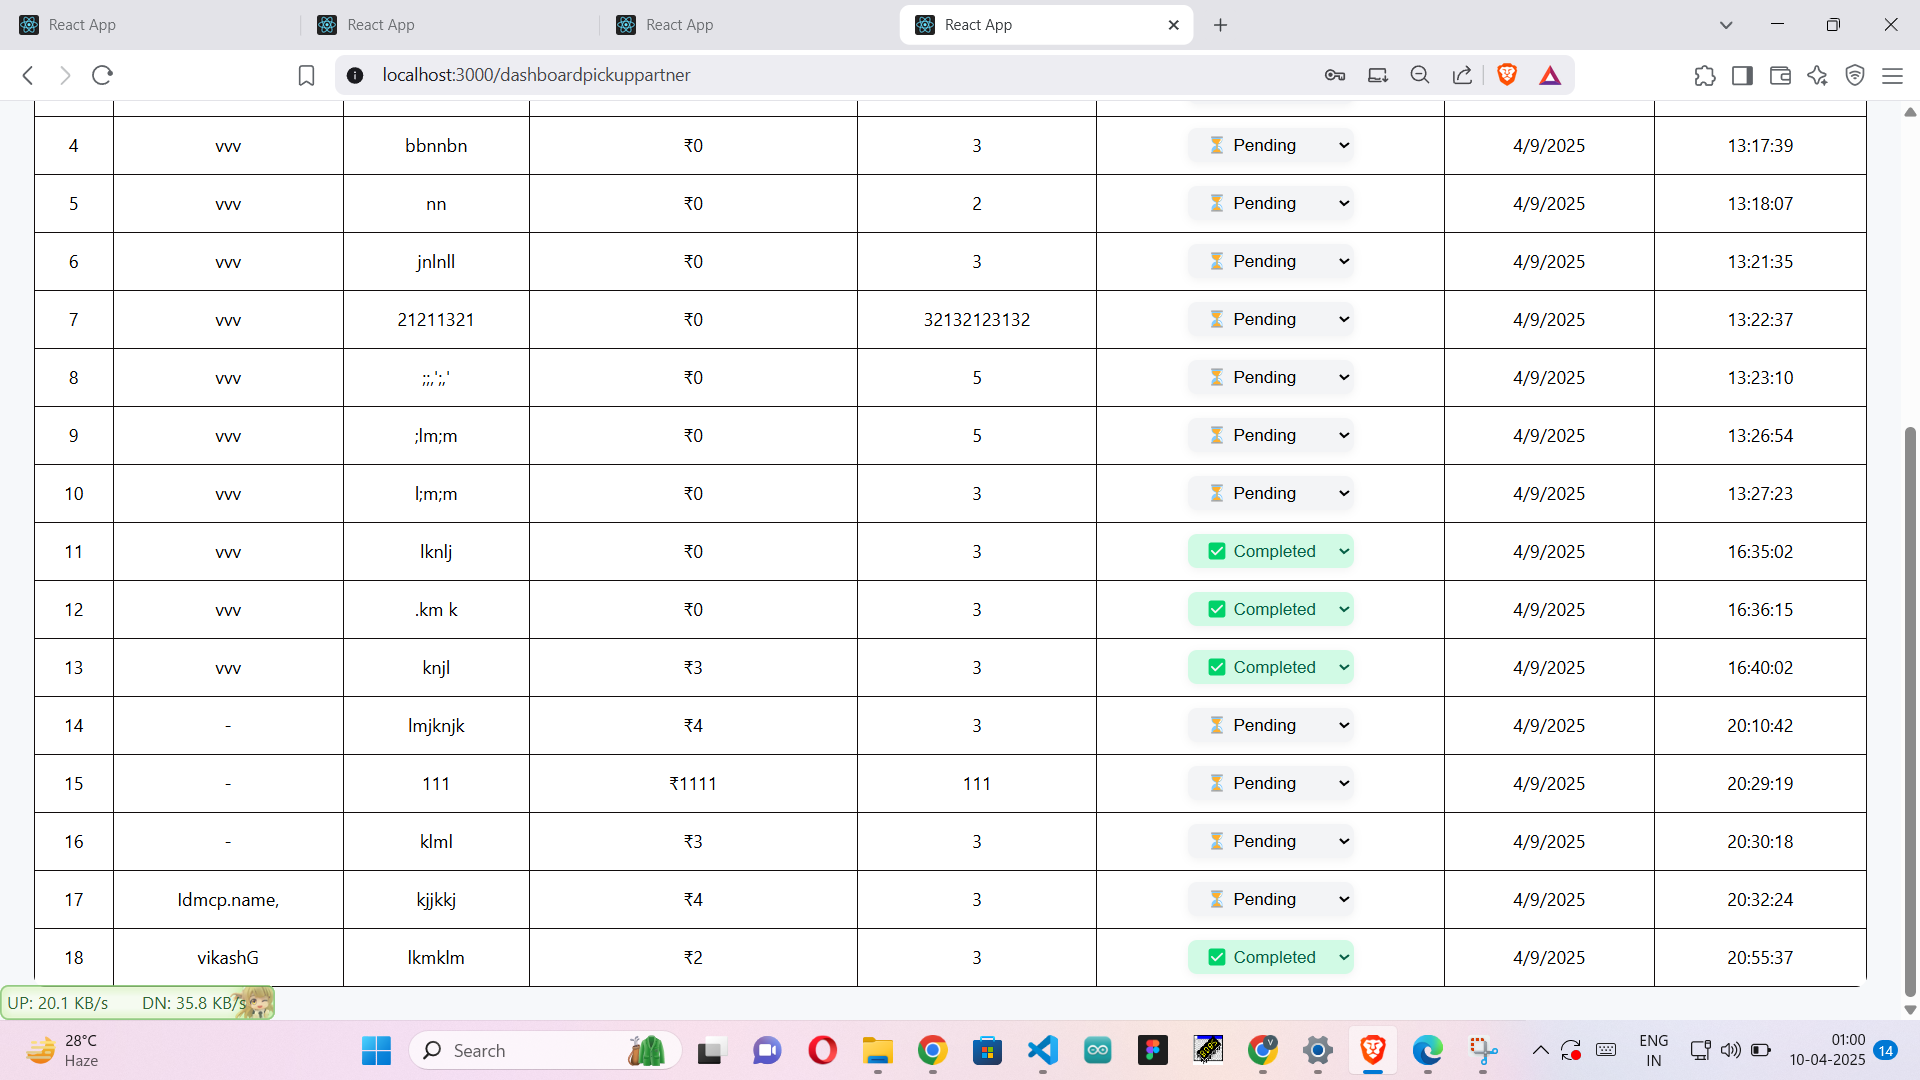 React App
React App
React App
React App
localhost:3000/dashboardpickuppartner
4 vvv bbnnbn ₹0 3 ⏳ Pending 4/9/2025 13:17:39
5 vvv nn ₹0 2 ⏳ Pending 4/9/2025 13:18:07
6 vvv jnlnll ₹0 3 ⏳ Pending 4/9/2025 13:21:35
7 vvv 21211321 ₹0 32132123132 ⏳ Pending 4/9/2025 13:22:37
8 vvv ;;,';,' ₹0 5 ⏳ Pending 4/9/2025 13:23:10
9 vvv ;lm;m ₹0 5 ⏳ Pending 4/9/2025 13:26:54
10 vvv l;m;m ₹0 3 ⏳ Pending 4/9/2025 13:27:23
11 vvv lknlj ₹0 3 ✅ Completed 4/9/2025 16:35:02
12 vvv .km k ₹0 3 ✅ Completed 4/9/2025 16:36:15
13 vvv knjl ₹3 3 ✅ Completed 4/9/2025 16:40:02
14 - lmjknjk ₹4 3 ⏳ Pending 4/9/2025 20:10:42
15 - 111 ₹1111 111 ⏳ Pending 4/9/2025 20:29:19
16 - klml ₹3 3 ⏳ Pending 4/9/2025 20:30:18
17 ldmcp.name, kjjkkj ₹4 3 ⏳ Pending 4/9/2025 20:32:24
18 vikashG lkmklm ₹2 3 ✅ Completed 4/9/2025 20:55:37
UP: 20.1 KB/s DN: 35.8 KB/s
28°C
Haze
Search
ENG
IN
01:00
10-04-2025
14